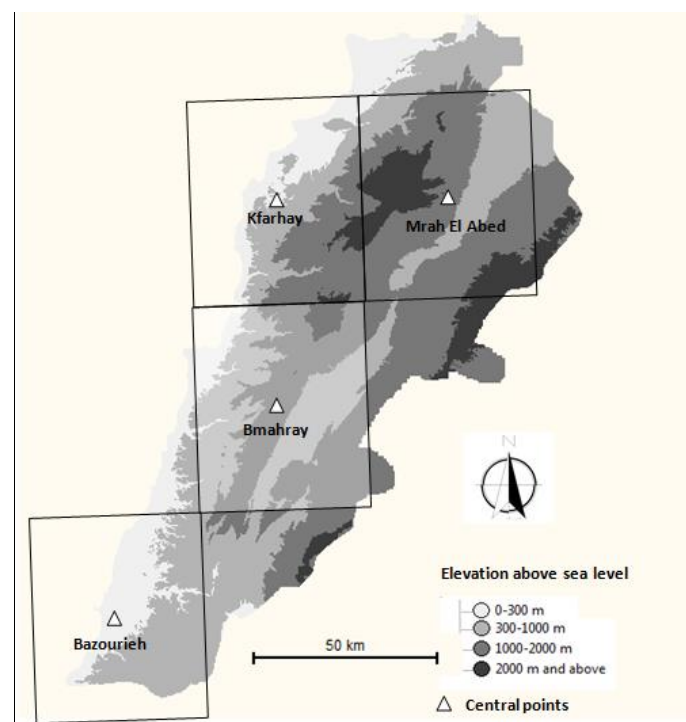 Kfarhay
Mrah El Abed
Bmahray
N
Elevation above sea level
0-300 m
300-1000 m
1000-2000 m
2000 m and above
Bazourieh
50 km
Central points